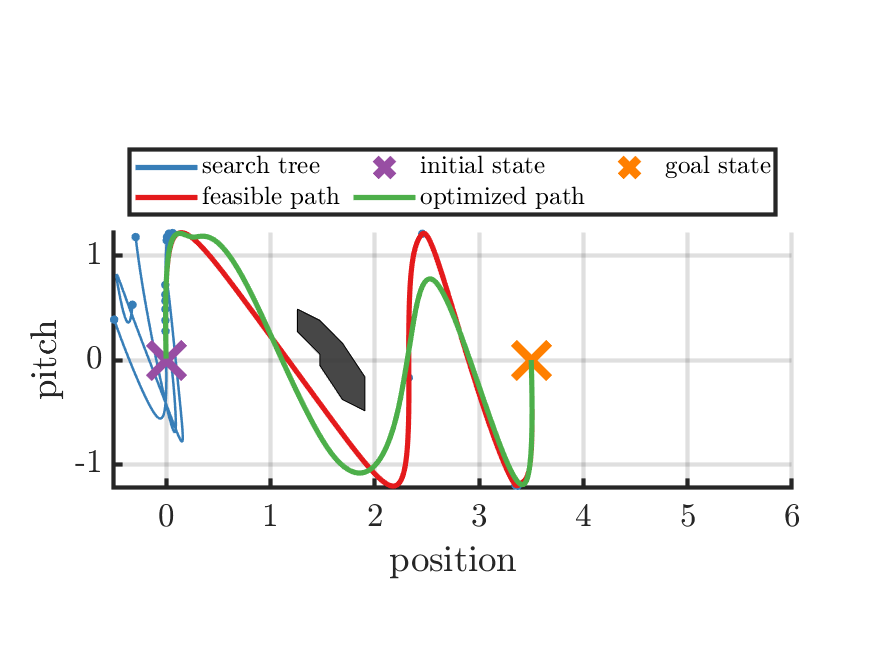 search tree initial state goal state
feasible path optimized path
1
0
-1
pitch
0 1 2 3 4 5 6
position